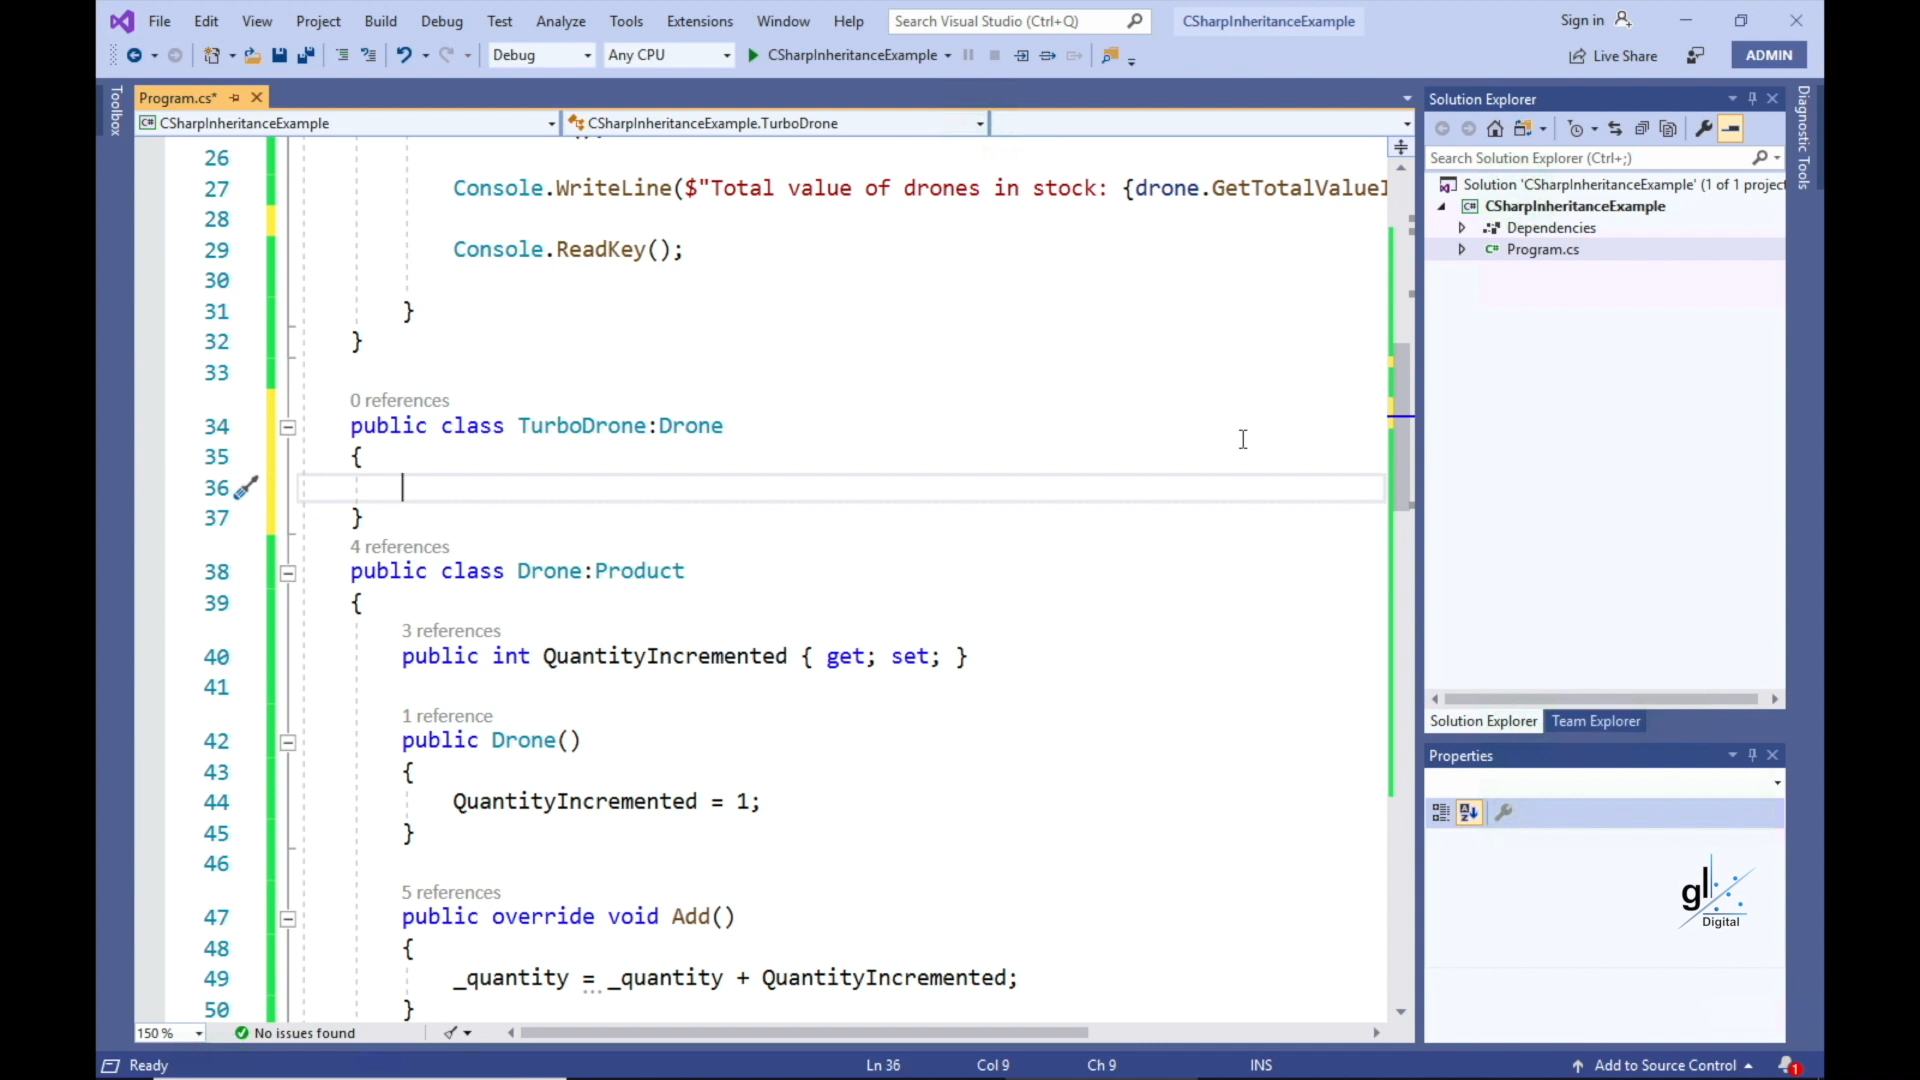 File Edit View Project Build Debug Test Analyze Tools Extensions Window Help Search Visual Studio (Ctrl+Q) CSharpInheritanceExample Sign in
Debug Any CPU CSharpInheritanceExample Live Share ADMIN
Toolbox
Program.cs*
C# CSharpInheritanceExample CSharpInheritanceExample.TurboDrone
26
27 Console.WriteLine($"Total value of drones in stock: {drone.GetTotalValueI
28
29 Console.ReadKey();
30
31 }
32 }
33
0 references
34 public class TurboDrone:Drone
35 {
36
37 }
4 references
38 public class Drone:Product
39 {
3 references
40 public int QuantityIncremented { get; set; }
41
1 reference
42 public Drone()
43 {
44 QuantityIncremented = 1;
45 }
46
5 references
47 public override void Add()
48 {
49 _quantity = _quantity + QuantityIncremented;
50 }
150 % No issues found
Solution Explorer
Search Solution Explorer (Ctrl+;)
Solution 'CSharpInheritanceExample' (1 of 1 project
C# CSharpInheritanceExample
Dependencies
C# Program.cs
Solution Explorer Team Explorer
Properties
gl
Digital
Diagnostic Tools
Ready Ln 36 Col 9 Ch 9 INS Add to Source Control 1